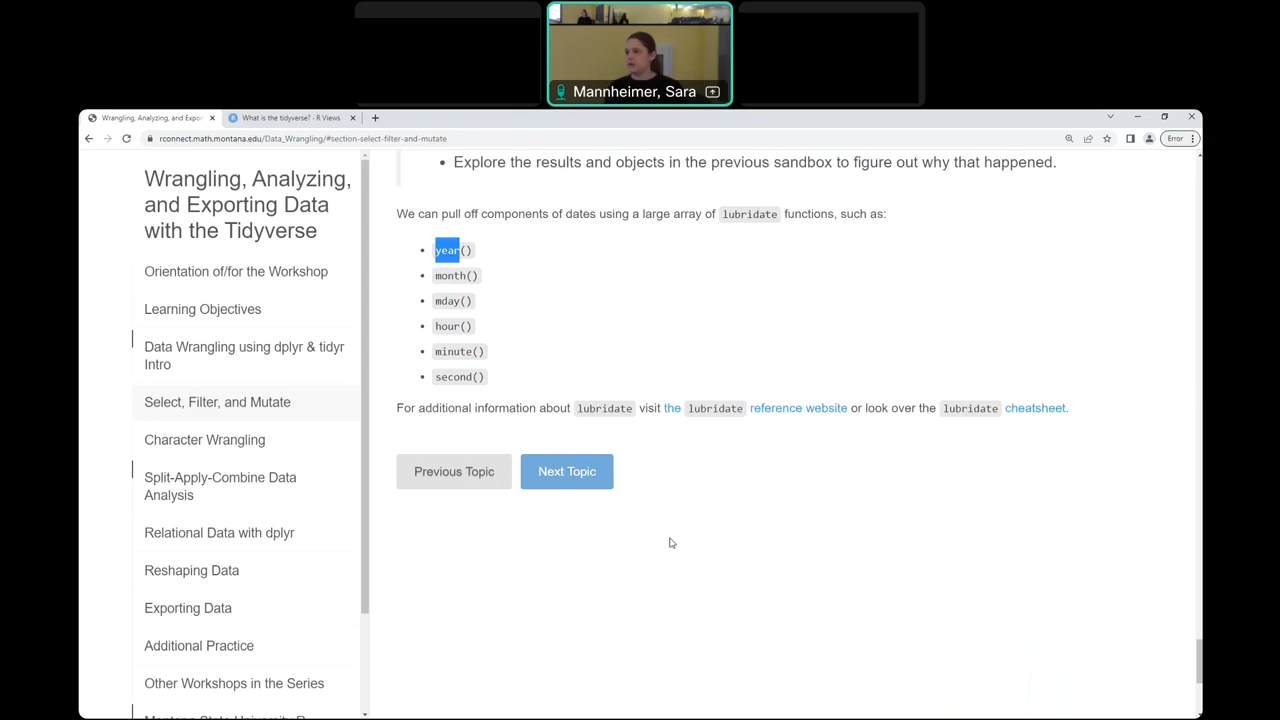 Mannheimer, Sara
Wrangling, Analyzing, and Expor
What is the tidyverse? - R Views
rconnect.math.montana.edu/Data_Wrangling/#section-select-filter-and-mutate
Error
Wrangling, Analyzing,
and Exporting Data
with the Tidyverse
Orientation of/for the Workshop
Learning Objectives
Data Wrangling using dplyr & tidyr
Intro
Select, Filter, and Mutate
Character Wrangling
Split-Apply-Combine Data
Analysis
Relational Data with dplyr
Reshaping Data
Exporting Data
Additional Practice
Other Workshops in the Series
Montana State University R
• Explore the results and objects in the previous sandbox to figure out why that happened.
We can pull off components of dates using a large array of lubridate functions, such as:
• year()
• month()
• mday()
• hour()
• minute()
• second()
For additional information about lubridate visit the lubridate reference website or look over the lubridate cheatsheet.
Previous Topic
Next Topic